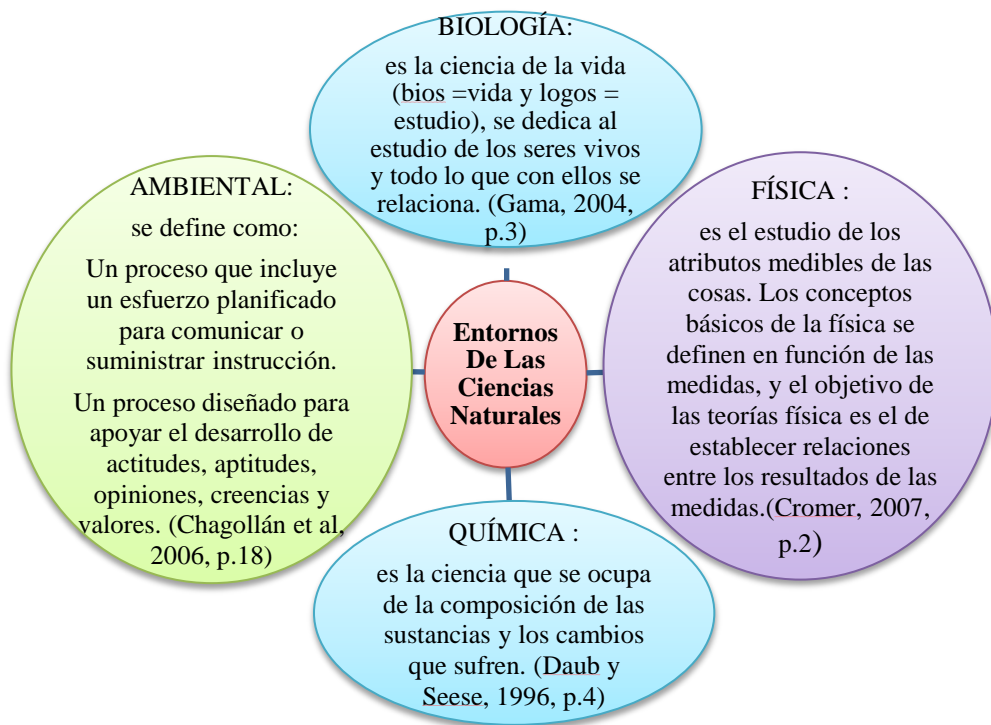 BIOLOGÍA:
es la ciencia de la vida
(bios =vida y logos =
estudio), se dedica al
estudio de los seres vivos
y todo lo que con ellos se
relaciona. (Gama, 2004,
p.3)
AMBIENTAL:
se define como:
Un proceso que incluye
un esfuerzo planificado
para comunicar o
suministrar instrucción.
Un proceso diseñado para
apoyar el desarrollo de
actitudes, aptitudes,
opiniones, creencias y
valores. (Chagollán et al,
2006, p.18)
Entornos
De Las
Ciencias
Naturales
FÍSICA :
es el estudio de los
atributos medibles de las
cosas. Los conceptos
básicos de la física se
definen en función de las
medidas, y el objetivo de
las teorías física es el de
establecer relaciones
entre los resultados de las
medidas.(Cromer, 2007,
p.2)
QUÍMICA :
es la ciencia que se ocupa
de la composición de las
sustancias y los cambios
que sufren. (Daub y
Seese, 1996, p.4)